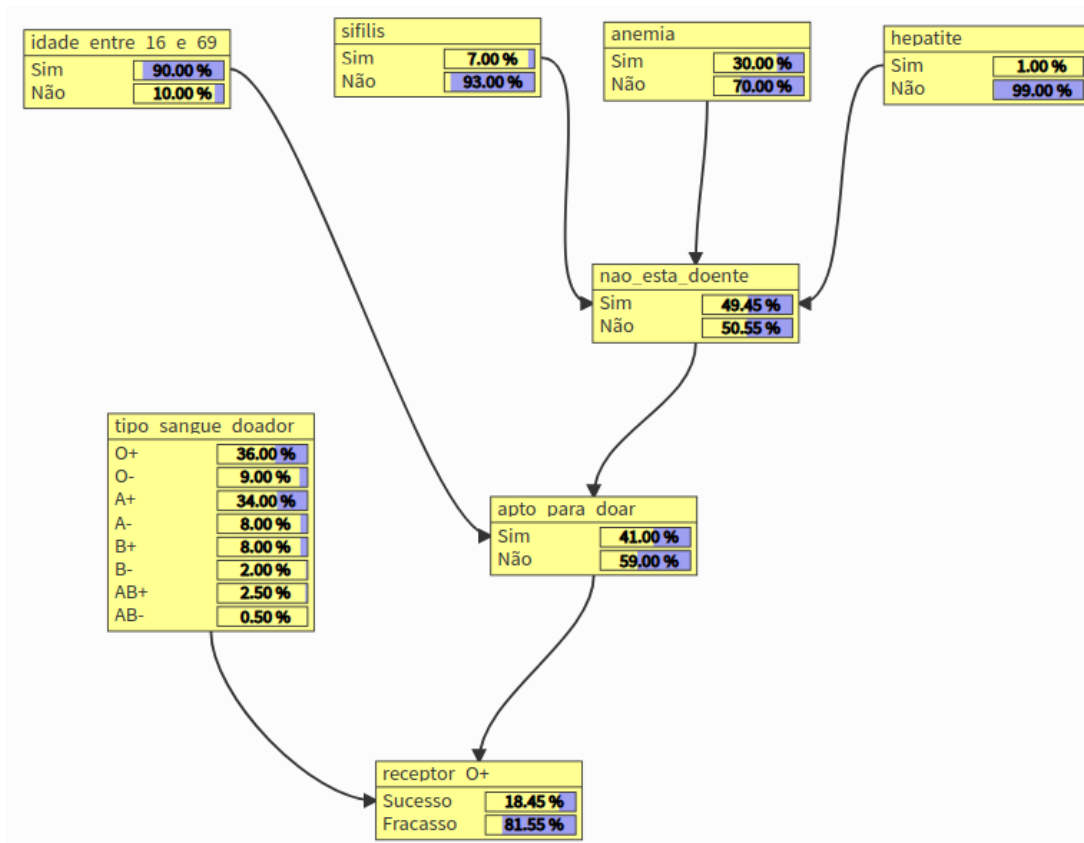 idade entre 16 e 69
Sim 90.00 %
Não 10.00 %
sifilis
Sim 7.00 %
Não 93.00 %
anemia
Sim 30.00 %
Não 70.00 %
hepatite
Sim 1.00 %
Não 99.00 %
nao_esta_doente
Sim 49.45 %
Não 50.55 %
tipo sangue doador
O+ 36.00 %
O- 9.00 %
A+ 34.00 %
A- 8.00 %
B+ 8.00 %
B- 2.00 %
AB+ 2.50 %
AB- 0.50 %
apto para doar
Sim 41.00 %
Não 59.00 %
receptor O+
Sucesso 18.45 %
Fracasso 81.55 %